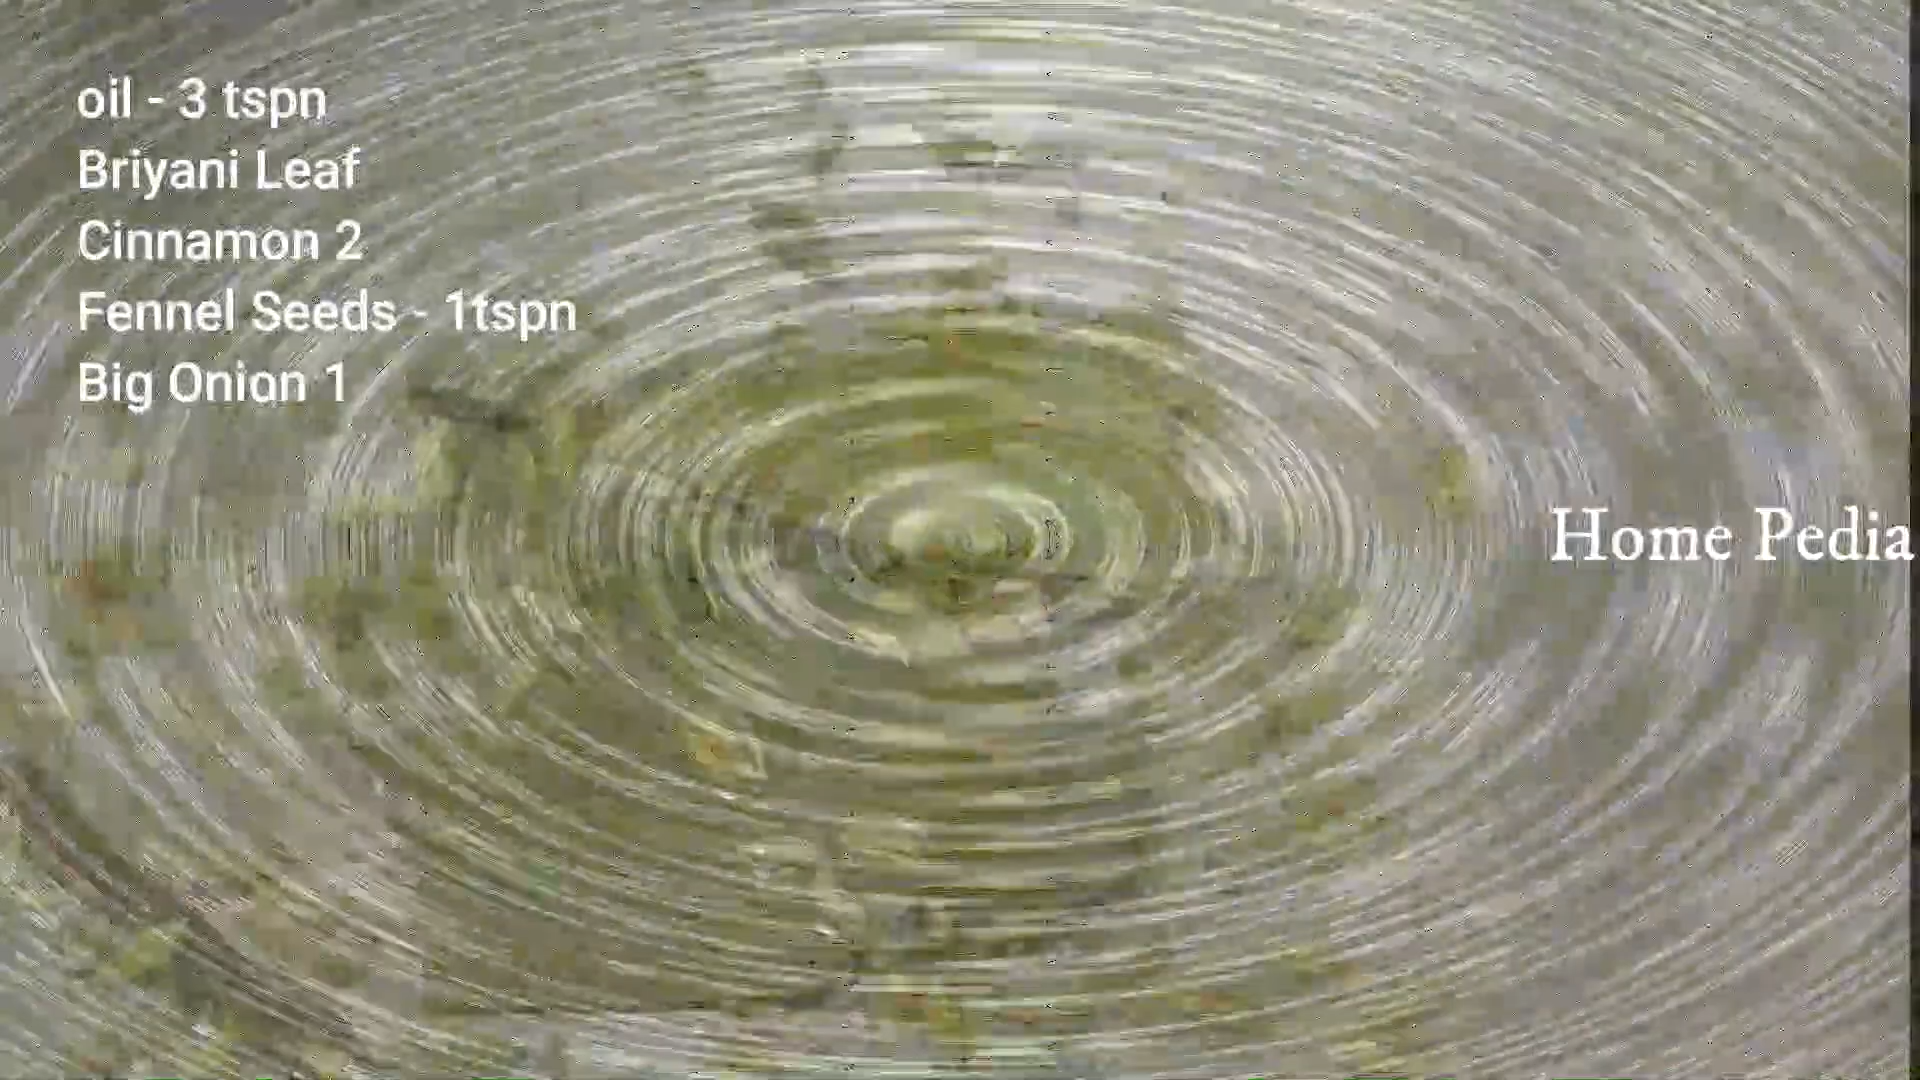 oil - 3 tspn
Briyani Leaf
Cinnamon 2
Fennel Seeds - 1tspn
Big Onion 1
Home Pedia